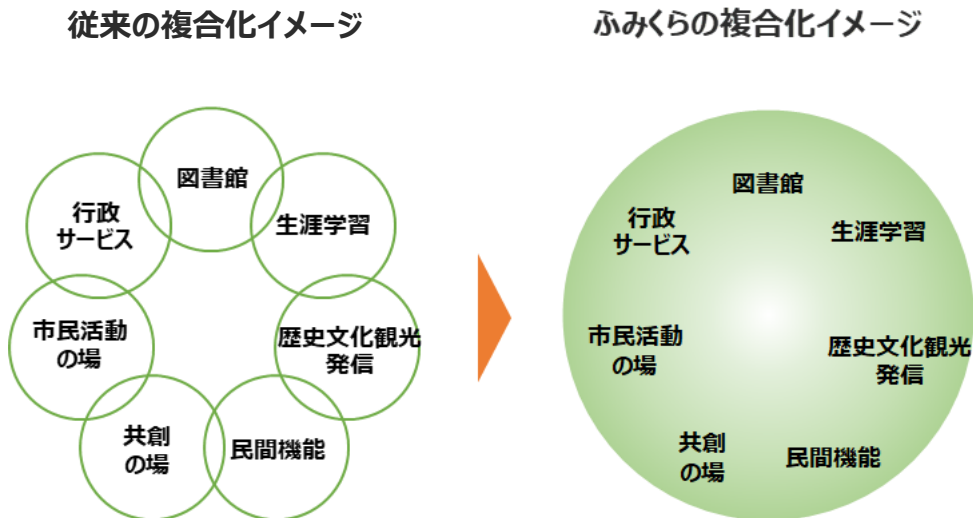 従来の複合化イメージ
図書館
行政
サービス
生涯学習
市民活動
の場
歴史文化観光
発信
共創
の場
民間機能
ふみくらの複合化イメージ
図書館
行政
サービス
生涯学習
市民活動
の場
歴史文化観光
発信
共創
の場
民間機能